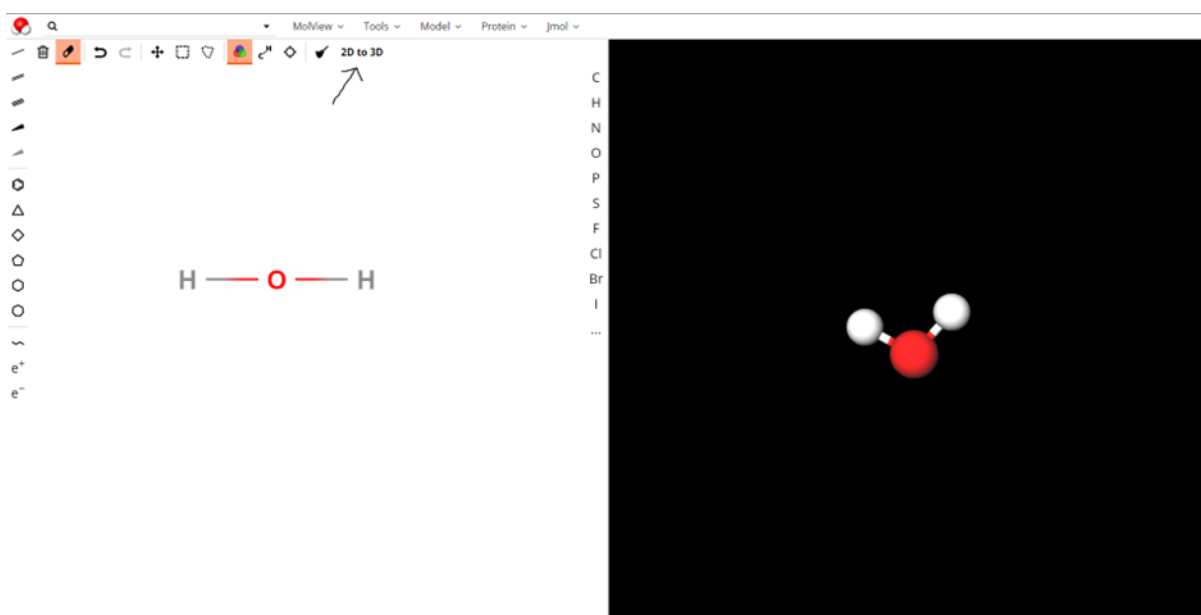 MolView Tools Model Protein Jmol
2D to 3D
C
H
N
O
P
S
F
Cl
Br
I
...
H O H
e+
e-